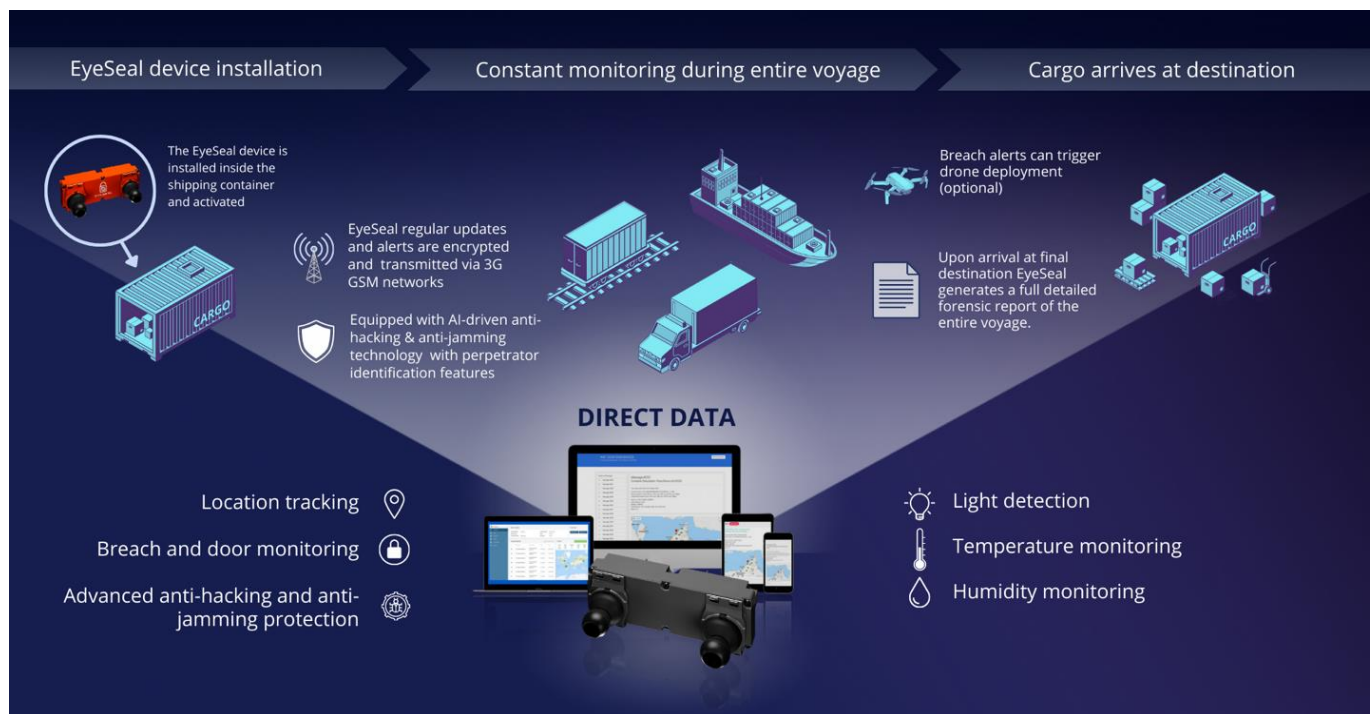 EyeSeal device installation
Constant monitoring during entire voyage
Cargo arrives at destination
The EyeSeal device is
installed inside the
shipping container
and activated
CARGO
EyeSeal regular updates
and alerts are encrypted
and transmitted via 3G
GSM networks
Equipped with AI-driven anti-
hacking & anti-jamming
technology with perpetrator
identification features
Breach alerts can trigger
drone deployment
(optional)
Upon arrival at final
destination EyeSeal
generates a full detailed
forensic report of the
entire voyage.
CARGO
DIRECT DATA
Location tracking
Breach and door monitoring
Advanced anti-hacking and anti-
jamming protection
Light detection
Temperature monitoring
Humidity monitoring